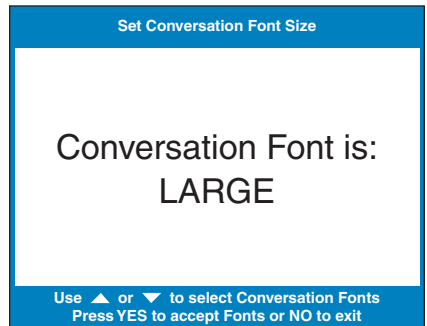 Set Conversation Font Size
Conversation Font is:
LARGE
Use ▲ or ▼ to select Conversation Fonts
Press YES to accept Fonts or NO to exit